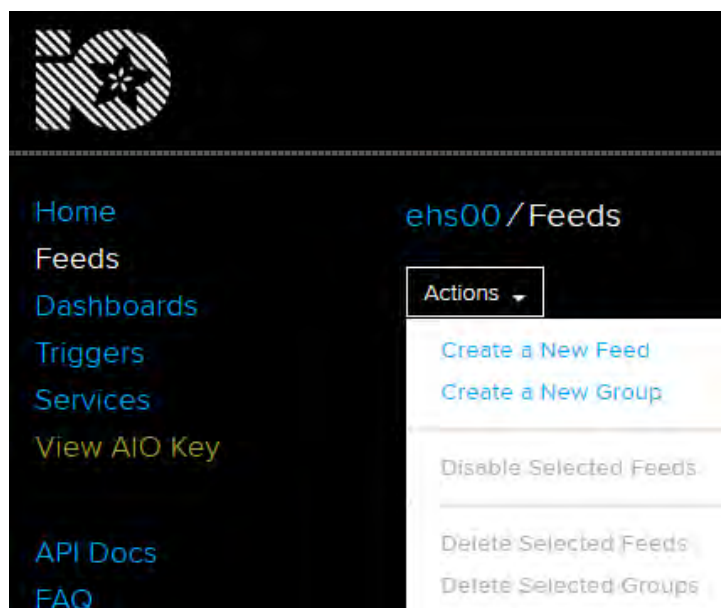 iO
Home
Feeds
Dashboards
Triggers
Services
View AIO Key
API Docs
FAQ
ehs00/Feeds
Actions
Create a New Feed
Create a New Group
Disable Selected Feeds
Delete Selected Feeds
Delete Selected Groups